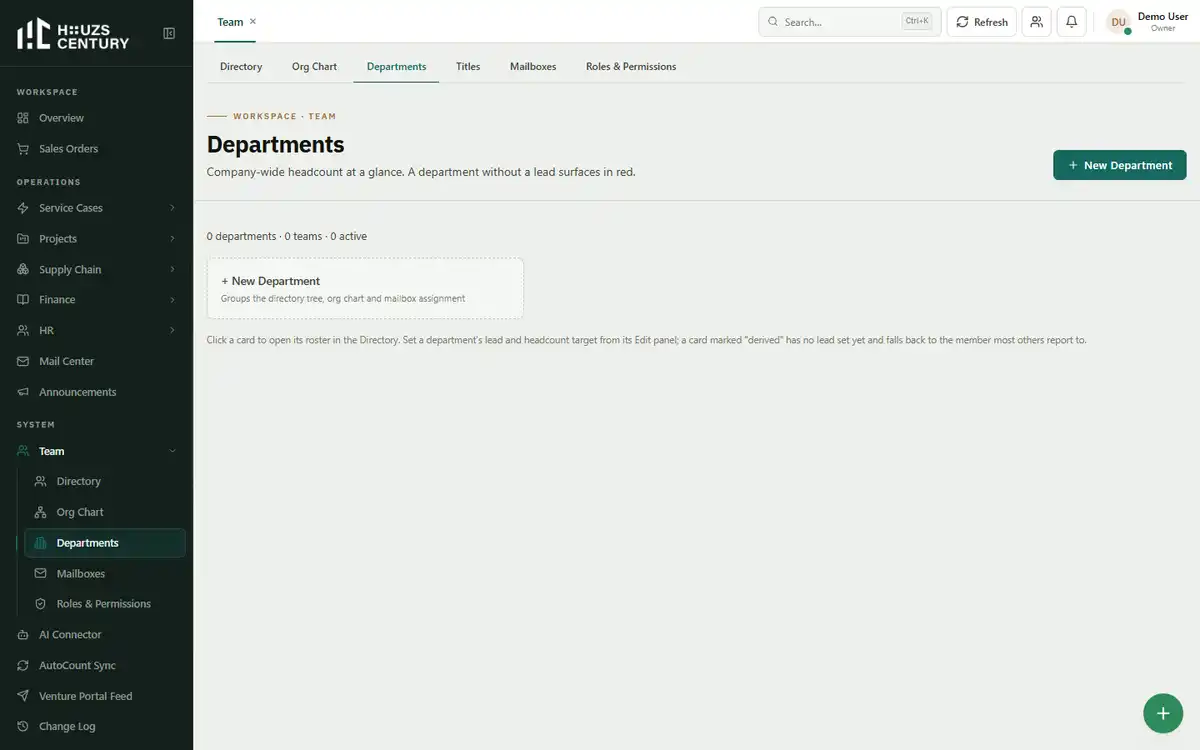 HOUZS
CENTURY
WORKSPACE
Overview
Sales Orders
OPERATIONS
Service Cases
Projects
Supply Chain
Finance
HR
Mail Center
Announcements
SYSTEM
Team
Directory
Org Chart
Departments
Mailboxes
Roles & Permissions
AI Connector
AutoCount Sync
Venture Portal Feed
Change Log
Team ×
Search... Ctrl+K
Refresh
DU
Demo User
Owner
Directory Org Chart Departments Titles Mailboxes Roles & Permissions
WORKSPACE · TEAM
Departments
Company-wide headcount at a glance. A department without a lead surfaces in red.
+ New Department
0 departments · 0 teams · 0 active
+ New Department
Groups the directory tree, org chart and mailbox assignment
Click a card to open its roster in the Directory. Set a department's lead and headcount target from its Edit panel; a card marked "derived" has no lead set yet and falls back to the member most others report to.
+